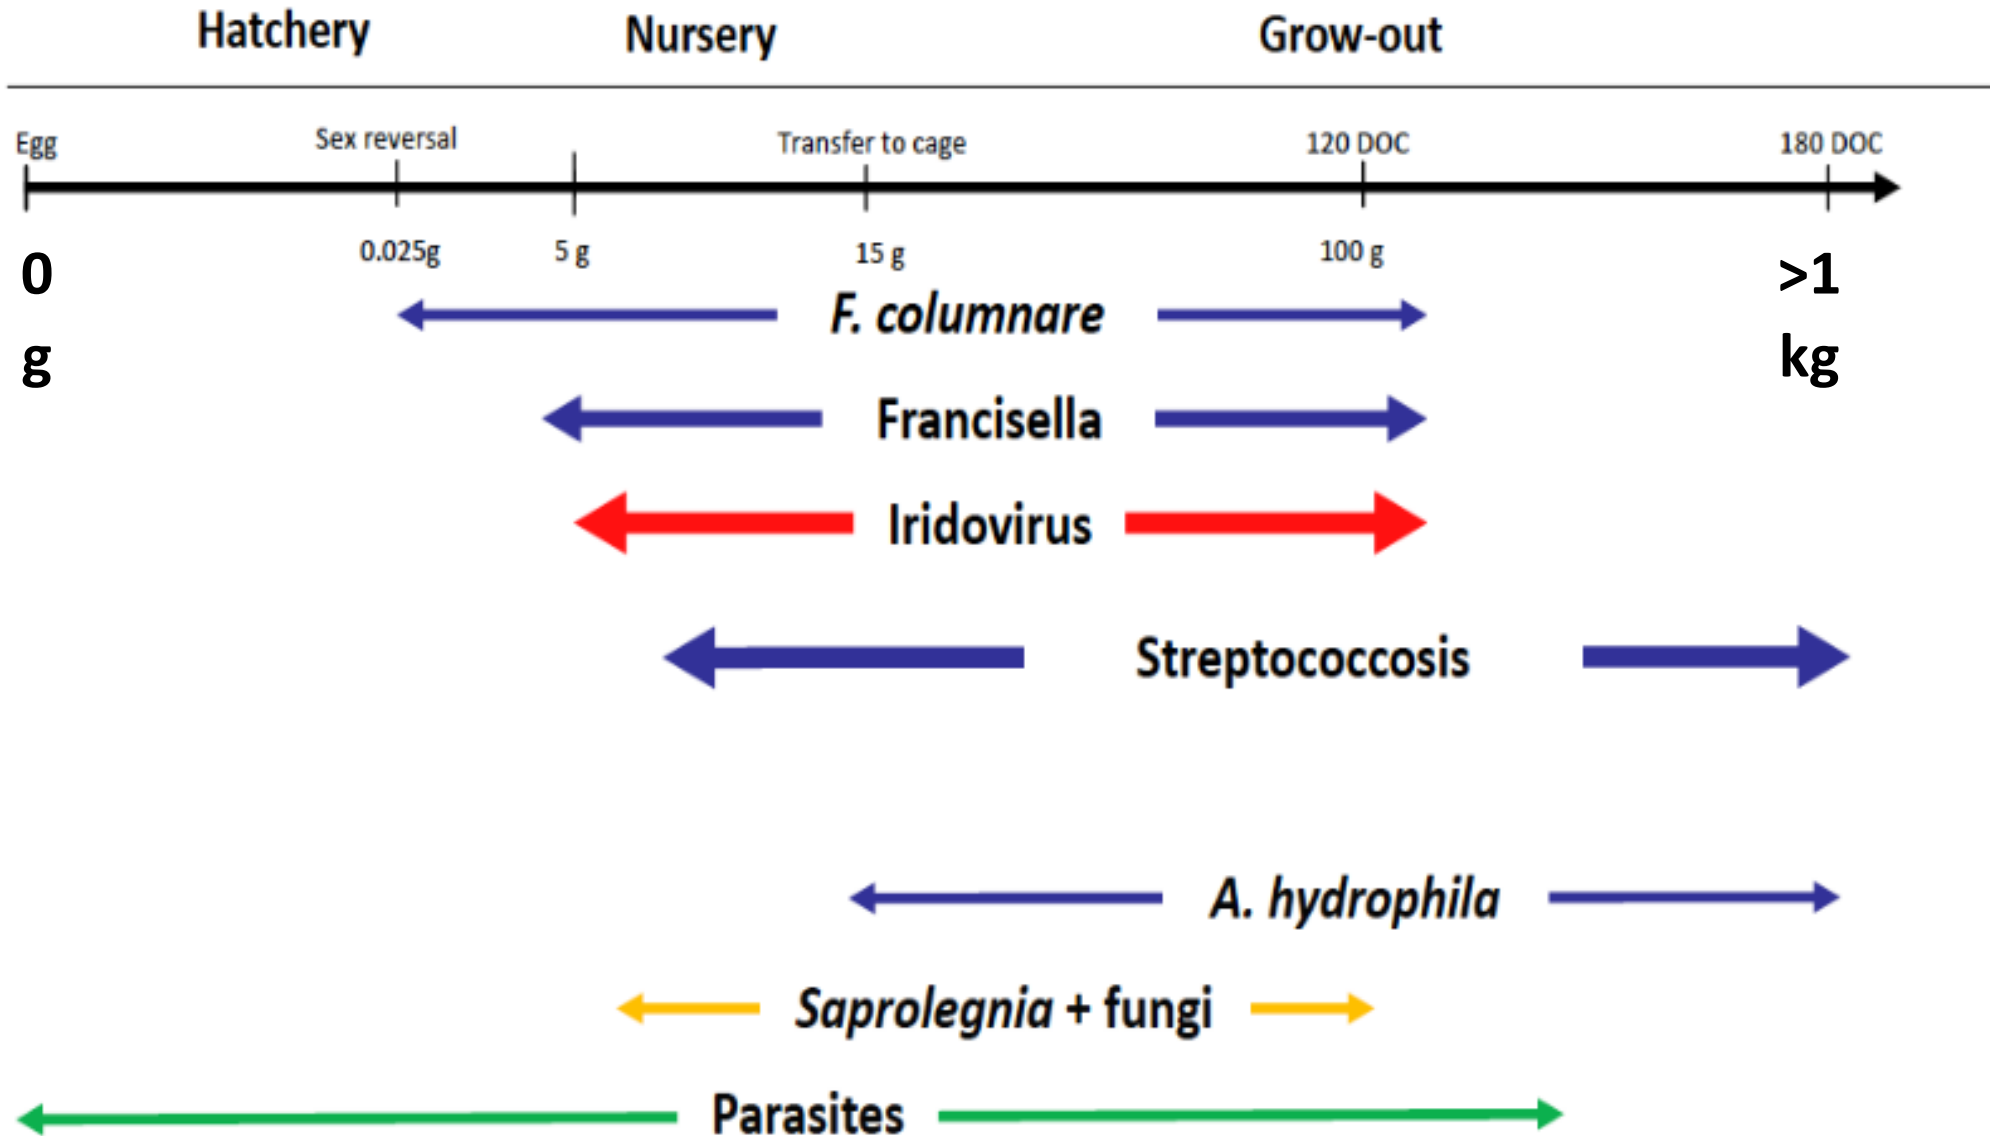 Hatchery Nursery Grow-out
Egg Sex reversal Transfer to cage 120 DOC 180 DOC
0.025g 5 g 15 g 100 g
0
g
>1
kg
F. columnare
Francisella
Iridovirus
Streptococcosis
A. hydrophila
Saprolegnia + fungi
Parasites